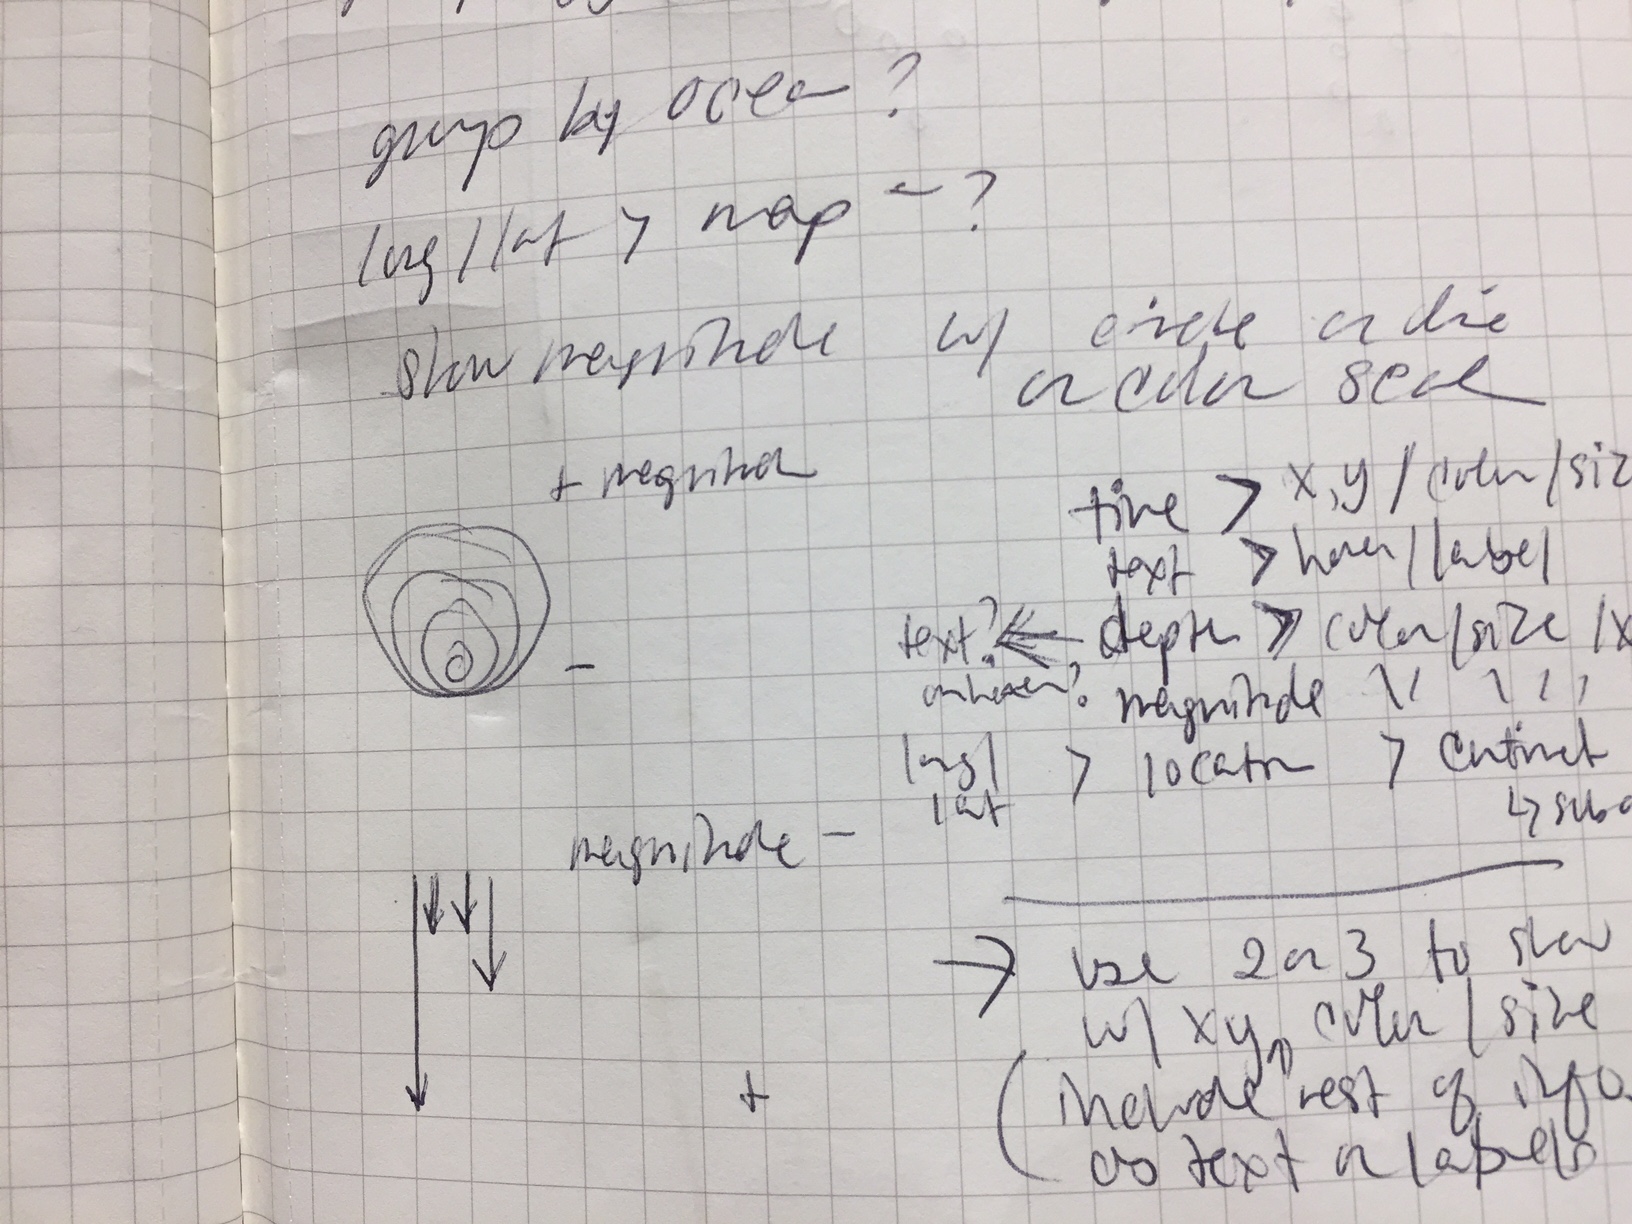 group by ocean?
long/lat > map - ?
show magnitude w/ circle or line
or color scale
+ magnitude
-
time > x,y / color / siz
text > hover / label
text? depth > color / size / x
on hover? magnitude \\ \ \ \
long/ > location > continent
lat ↳ sub
magnitude -
+
→ use 2 or 3 to show
w/ xy, color / size
(include rest of info
as text or labels